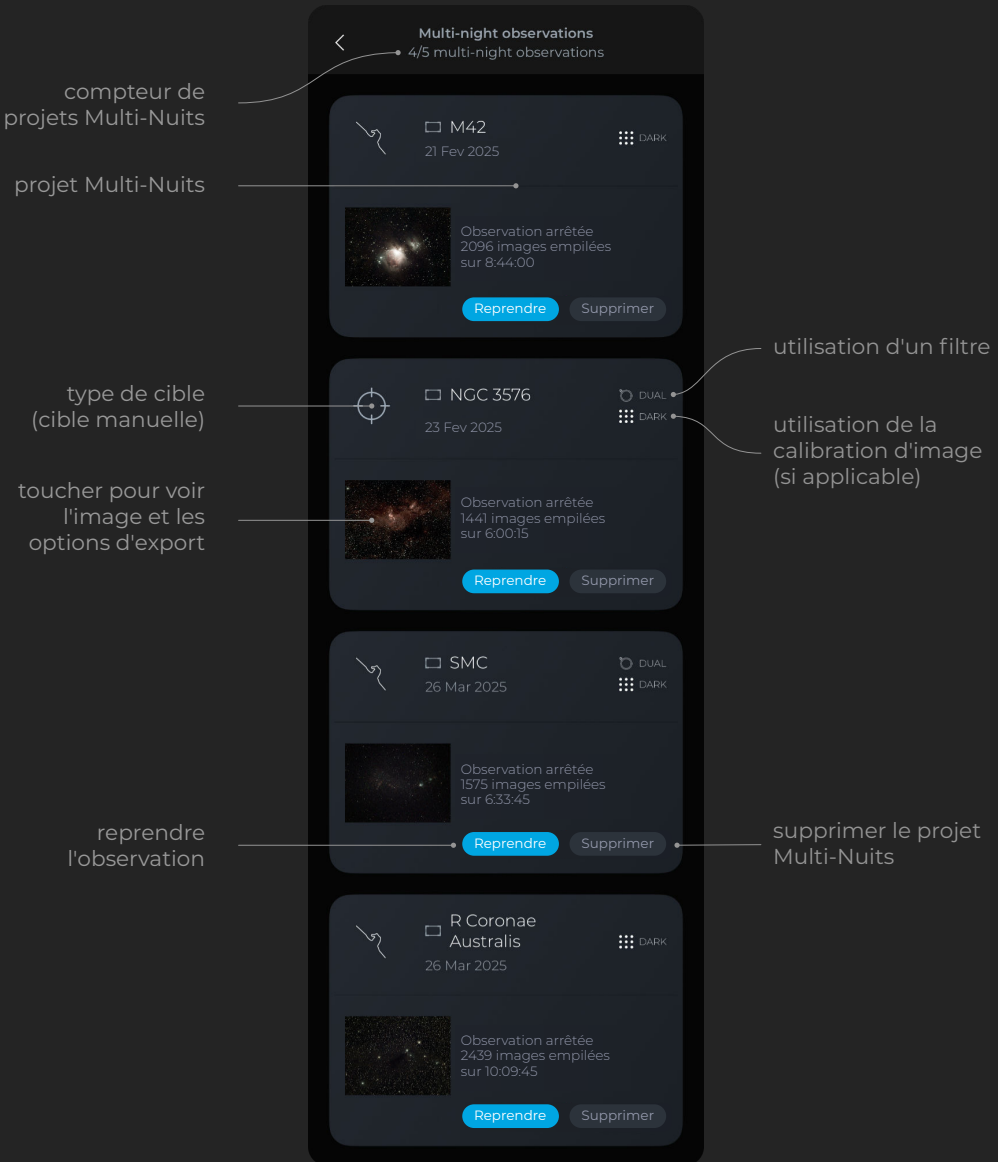 Multi-night observations
4/5 multi-night observations
compteur de
projets Multi-Nuits
M42
DARK
21 Fev 2025
projet Multi-Nuits
Observation arrêtée
2096 images empilées
sur 8:44:00
Reprendre
Supprimer
utilisation d'un filtre
type de cible
(cible manuelle)
NGC 3576
DUAL
DARK
23 Fev 2025
utilisation de la
calibration d'image
(si applicable)
toucher pour voir
l'image et les
options d'export
Observation arrêtée
1441 images empilées
sur 6:00:15
Reprendre
Supprimer
SMC
DUAL
DARK
26 Mar 2025
Observation arrêtée
1575 images empilées
sur 6:33:45
reprendre
l'observation
Reprendre
Supprimer
supprimer le projet
Multi-Nuits
R Coronae
Australis
DARK
26 Mar 2025
Observation arrêtée
2439 images empilées
sur 10:09:45
Reprendre
Supprimer